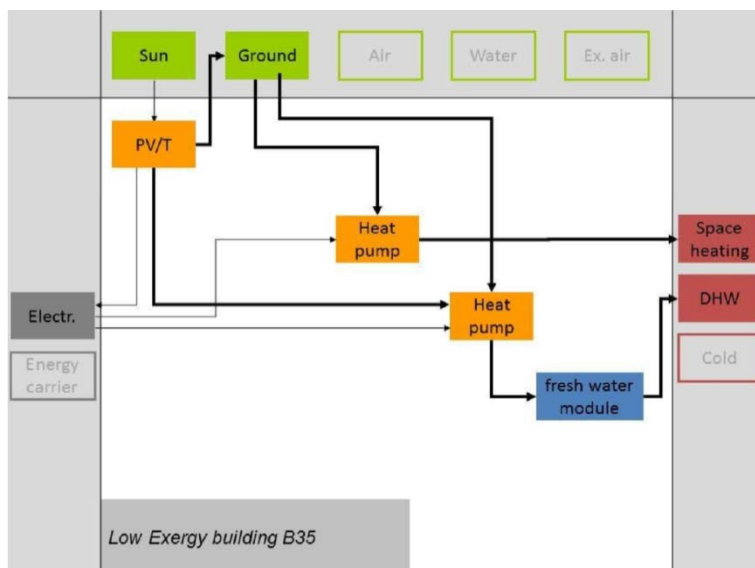 Sun
Ground
Air
Water
Ex. air
PV/T
Heat
pump
Space
heating
Electr.
Heat
pump
DHW
Energy
carrier
Cold
fresh water
module
Low Exergy building B35